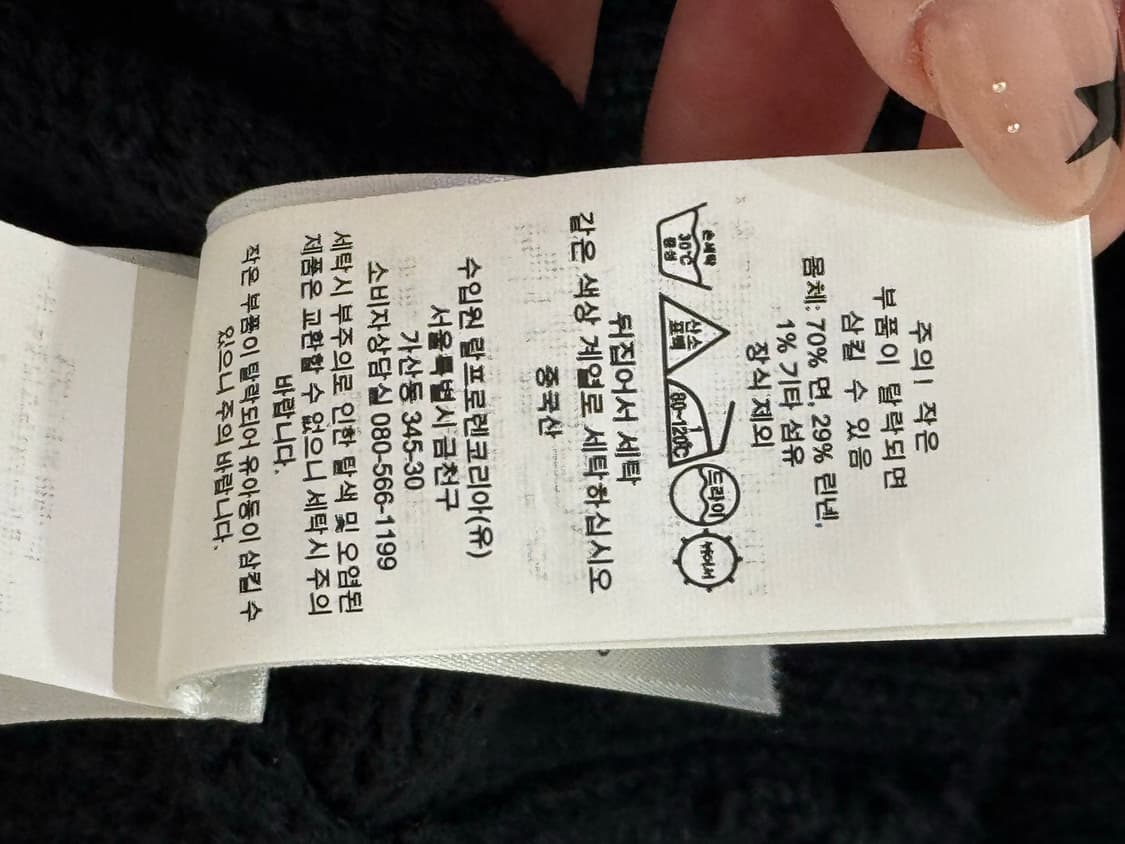 주의! 작은
부품이 탈락되면
삼킬 수 있음
몸체: 70% 면, 29% 린넨,
1% 기타 섬유
장식 제외
손세탁
30℃
중성
산소
표백
80~120℃
드라이
뒤집어서 세탁
같은 색상 계열로 세탁하십시오
중국산
수입원 랄프로렌코리아(유)
서울특별시 금천구
가산동 345-30
소비자상담실 080-566-1199
세탁시 부주의로 인한 탈색 및 오염된
제품은 교환할 수 없으니 세탁시 주의
바랍니다.
작은 부품이 탈락되어 유아동이 삼킬 수
있으니 주의 바랍니다.